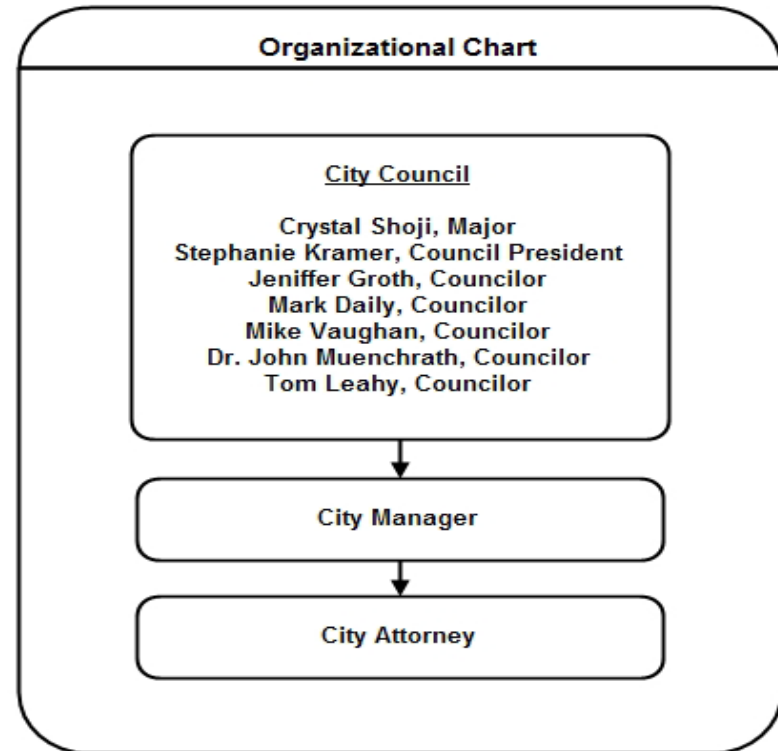 Organizational Chart
City Council
Crystal Shoji, Major
Stephanie Kramer, Council President
Jeniffer Groth, Councilor
Mark Daily, Councilor
Mike Vaughan, Councilor
Dr. John Muenchrath, Councilor
Tom Leahy, Councilor
City Manager
City Attorney